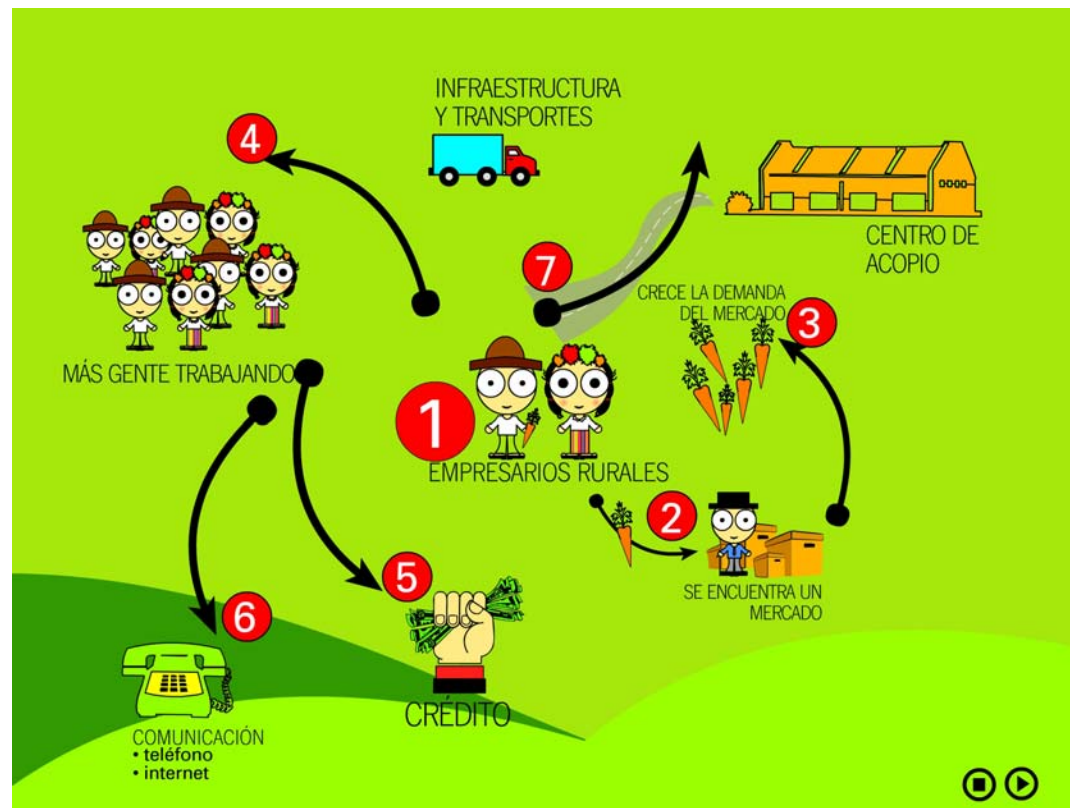 INFRAESTRUCTURA
Y TRANSPORTES
4
CENTRO DE
ACOPIO
7
CRECE LA DEMANDA
DEL MERCADO
3
MÁS GENTE TRABAJANDO
1
EMPRESARIOS RURALES
2
SE ENCUENTRA UN
MERCADO
5
CRÉDITO
6
COMUNICACIÓN
• teléfono
• internet